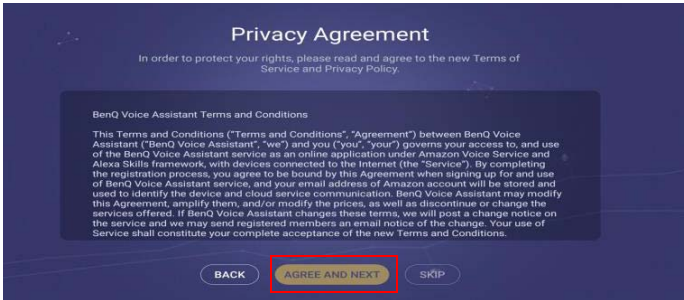 Privacy Agreement
In order to protect your rights, please read and agree to the new Terms of
Service and Privacy Policy.
BenQ Voice Assistant Terms and Conditions
This Terms and Conditions ("Terms and Conditions", "Agreement") between BenQ Voice
Assistant ("BenQ Voice Assistant", "we") and you ("you", "your") governs your access to, and use
of the BenQ Voice Assistant service as an online application under Amazon Voice Service and
Alexa Skills framework, with devices connected to the Internet (the "Service"). By completing
the registration process, you agree to be bound by this Agreement when signing up for and use
of BenQ Voice Assistant service, and your email address of Amazon account will be stored and
used to identify the device and cloud service communication. BenQ Voice Assistant may modify
this Agreement, amplify them, and/or modify the prices, as well as discontinue or change the
services offered. If BenQ Voice Assistant changes these terms, we will post a change notice on
the service and we may send registered members an email notice of the change. Your use of
Service shall constitute your complete acceptance of the new Terms and Conditions.
BACK AGREE AND NEXT SKIP